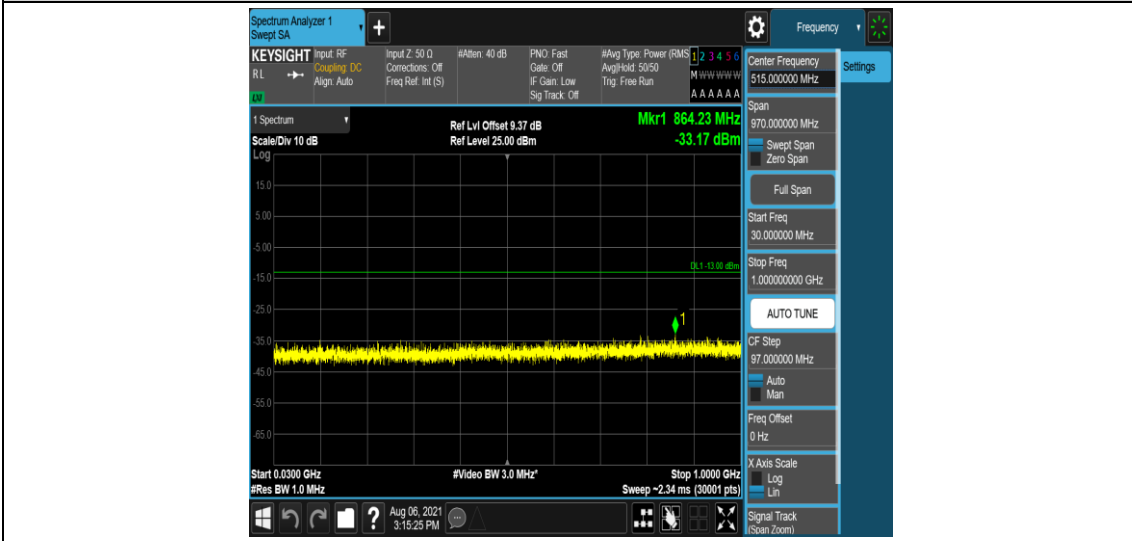 Spectrum Analyzer 1
Swept SA
+
Frequency
KEYSIGHT
RL
Input: RF
Coupling: DC
Align: Auto
Input Z: 50 Ω
Corrections: Off
Freq Ref: Int (S)
#Atten: 40 dB
PNO: Fast
Gate: Off
IF Gain: Low
Sig Track: Off
#Avg Type: Power (RMS
Avg|Hold: 50/50
Trig: Free Run
1 2 3 4 5 6
M W W W W W
A A A A A A
1 Spectrum
Scale/Div 10 dB
Log
Ref Lvl Offset 9.37 dB
Ref Level 25.00 dBm
Mkr1 864.23 MHz
-33.17 dBm
15.0
5.00
-5.00
-15.0
-25.0
-35.0
-45.0
-55.0
-65.0
DL1 -13.00 dBm
1
Start 0.0300 GHz
#Res BW 1.0 MHz
#Video BW 3.0 MHz*
Stop 1.0000 GHz
Sweep ~2.34 ms (30001 pts)
Center Frequency
515.000000 MHz
Settings
Span
970.000000 MHz
Swept Span
Zero Span
Full Span
Start Freq
30.000000 MHz
Stop Freq
1.000000000 GHz
AUTO TUNE
CF Step
97.000000 MHz
Auto
Man
Freq Offset
0 Hz
X Axis Scale
Log
Lin
Signal Track
(Span Zoom)
?
Aug 06, 2021
3:15:25 PM